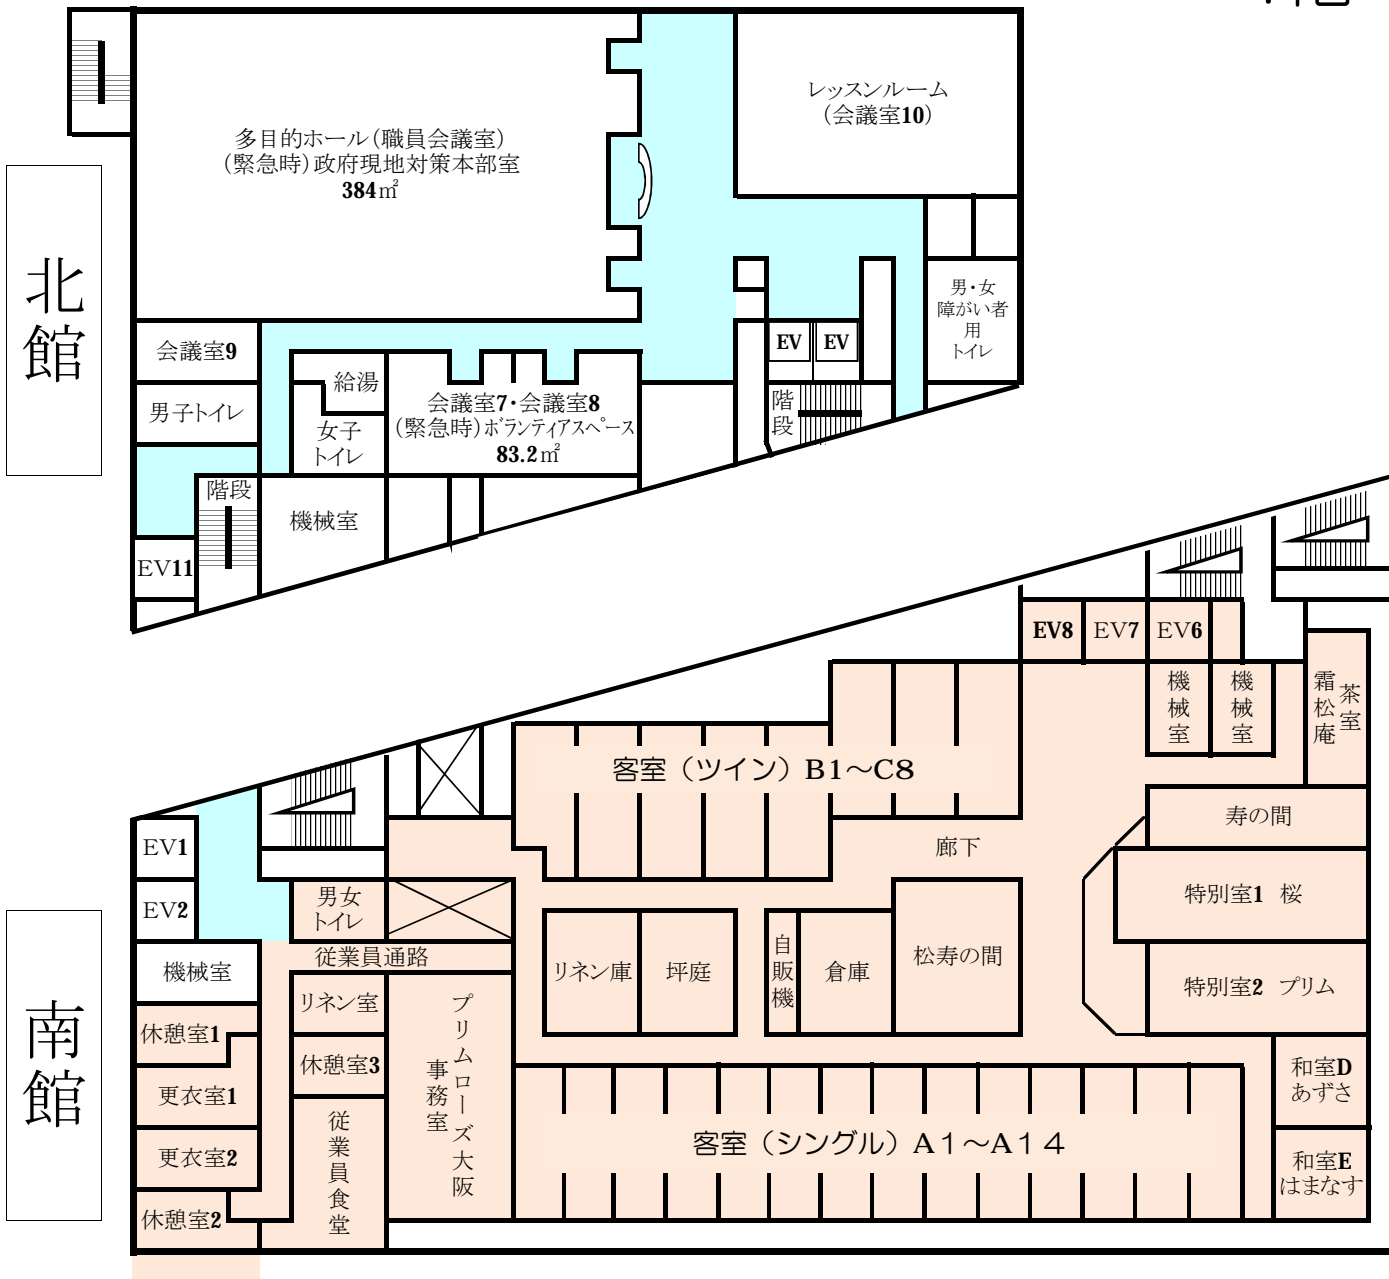 北館
多目的ホール（職員会議室）
（緊急時）政府現地対策本部室
384㎡
レッスンルーム
（会議室10）
男・女
障がい者
用
トイレ
会議室9
男子トイレ
給湯
女子
トイレ
会議室7・会議室8
（緊急時）ボランティアスペース
83.2㎡
EV
EV
階段
階段
機械室
EV11
南館
EV8
EV7
EV6
機械室
機械室
茶室
霜松庵
客室（ツイン）B1～C8
寿の間
廊下
EV1
EV2
男女
トイレ
特別室1 桜
従業員通路
機械室
リネン庫
坪庭
自販機
倉庫
松寿の間
特別室2 プリム
リネン室
プリムローズ大阪
事務室
休憩室1
休憩室3
和室D
あずさ
更衣室1
従業員食堂
客室（シングル）A１～A１４
更衣室2
和室E
はまなす
休憩室2